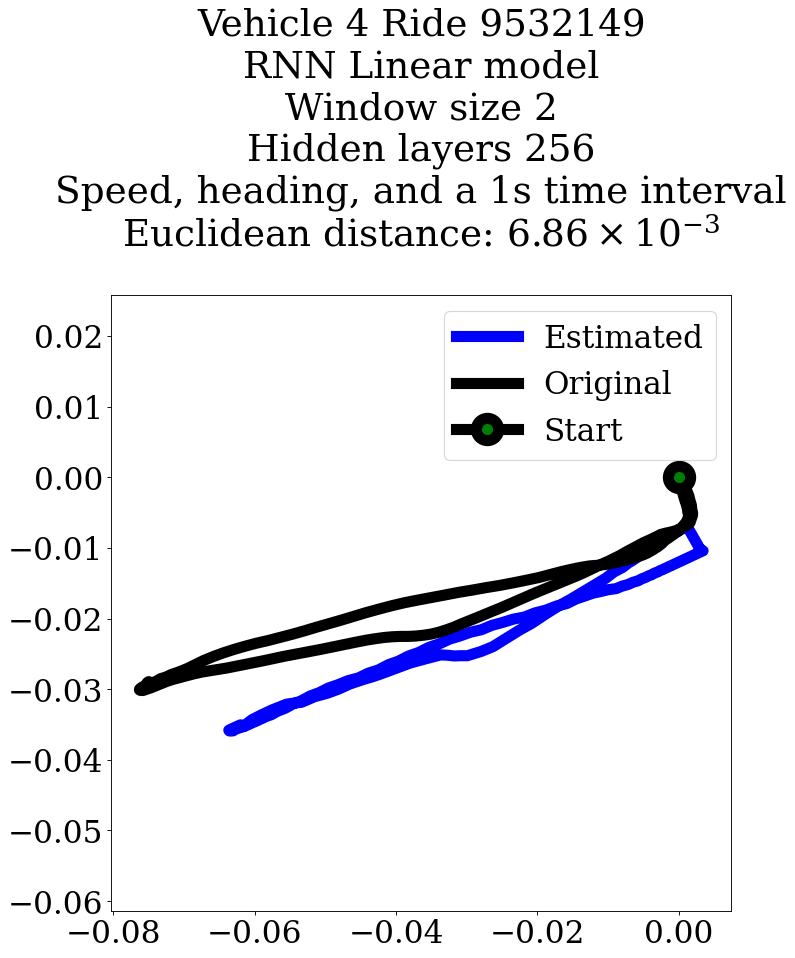 Vehicle 4 Ride 9532149
RNN Linear model
Window size 2
Hidden layers 256
Speed, heading, and a 1s time interval
Euclidean distance: 6.86 × 10⁻³
Estimated
Original
Start
0.02
0.01
0.00
−0.01
−0.02
−0.03
−0.04
−0.05
−0.06
−0.08 −0.06 −0.04 −0.02 0.00